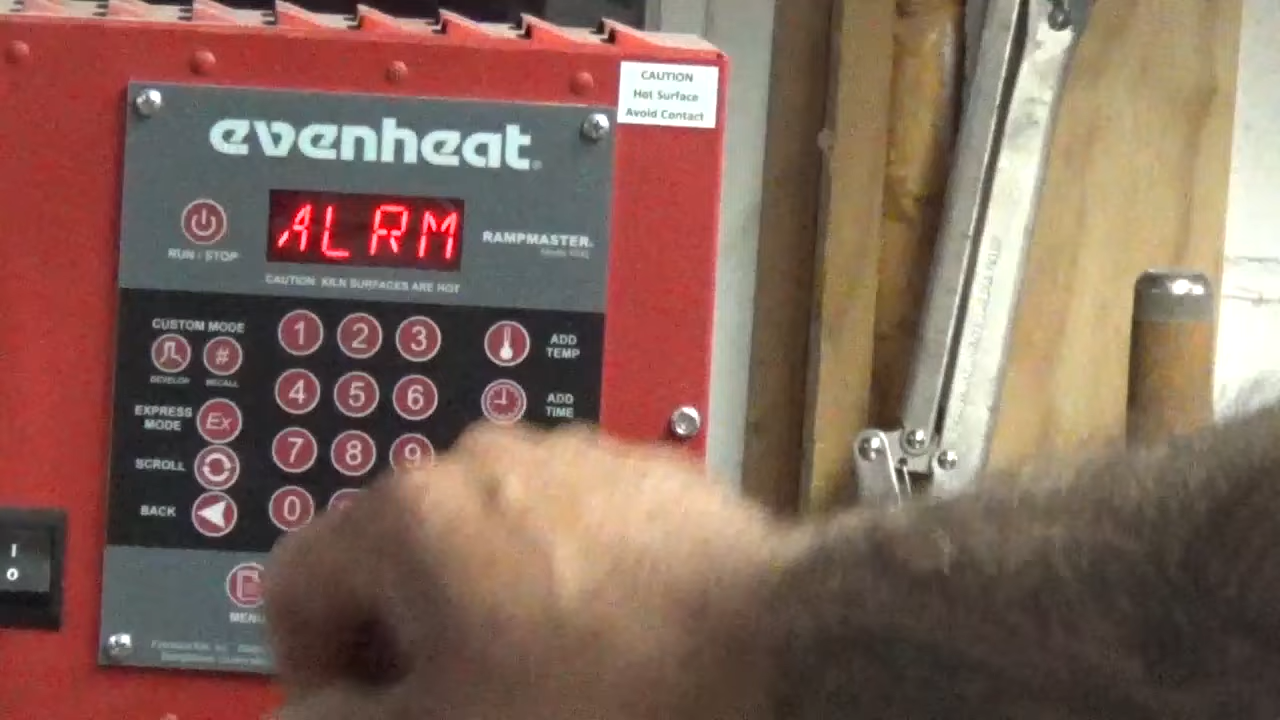 CAUTION
Hot Surface
Avoid Contact
evenheat
ALRM
RAMPMASTER
RUN / STOP
CAUTION: KILN SURFACES ARE HOT
CUSTOM MODE
DEVELOP
#
RECALL
1 2 3
ADD
TEMP
EXPRESS
MODE
Ex
4 5 6
ADD
TIME
SCROLL
7 8 9
BACK
0
I
O
MENU